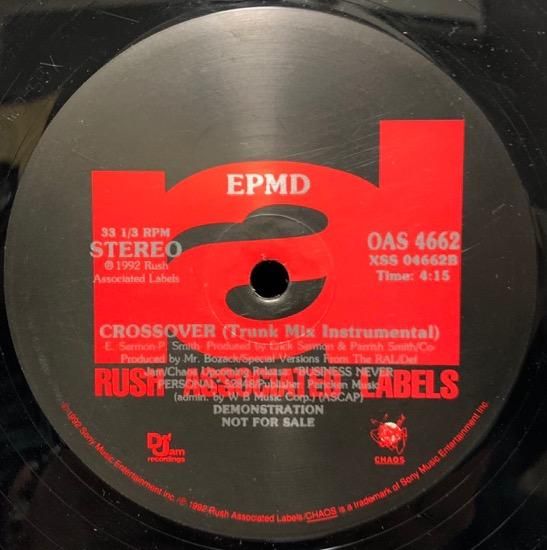 EPMD
33 1/3 RPM
STEREO
℗ 1992 Rush
Associated Labels
OAS 4662
XSS 04662B
Time: 4:15
CROSSOVER (Trunk Mix Instrumental)
-E. Sermon-P. Smith. Produced by Erick Sermon & Parrish Smith/Co-
Produced by Mr. Bozack/Special Versions From The RAL/Def
Jam/Chaos Upcoming Release "BUSINESS NEVER
PERSONAL" 52848/Publisher Paricken Music
(admin. by W B Music Corp.) (ASCAP)
RUSH ASSOCIATED LABELS
DEMONSTRATION
NOT FOR SALE
Def Jam
recordings
CHAOS
©1992 Sony Music Entertainment Inc. / ℗ 1992 Rush Associated Labels / CHAOS is a trademark of Sony Music Entertainment Inc.